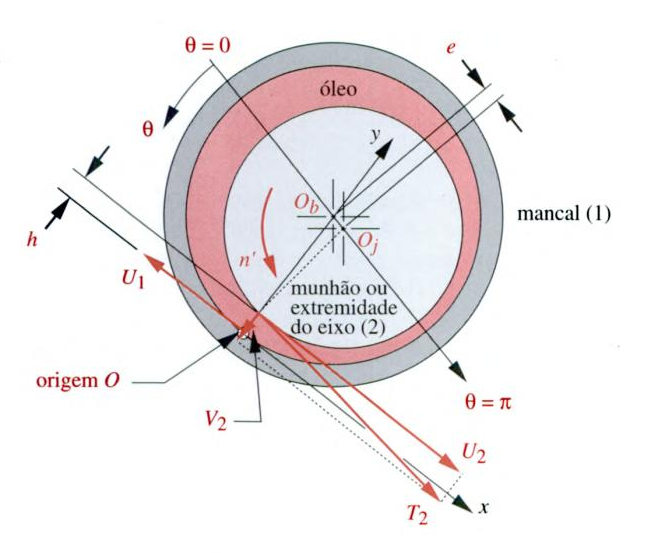 θ = 0
e
óleo
θ
y
O_b
mancal (1)
h
O_j
n'
U_1
munhão ou
extremidade
do eixo (2)
origem O
V_2
θ = π
U_2
x
T_2